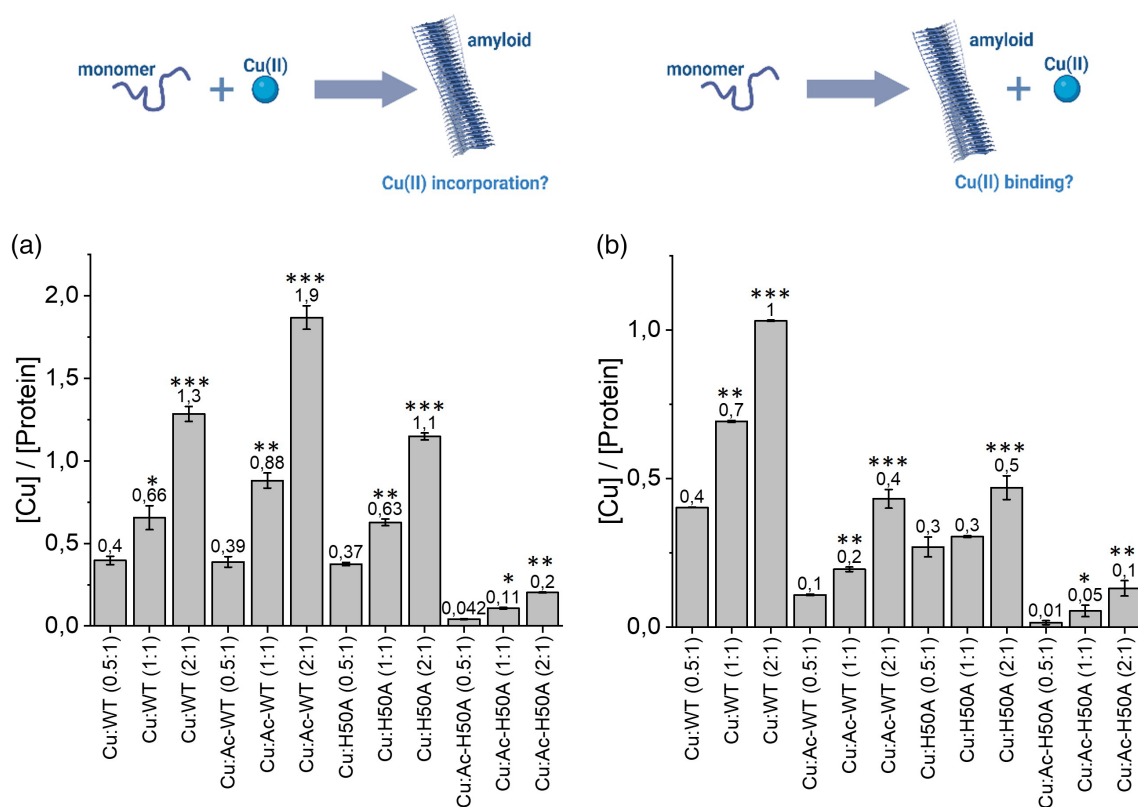 monomer
+
Cu(II)
amyloid
Cu(II) incorporation?
monomer
amyloid
+
Cu(II)
Cu(II) binding?
(a)
[Cu] / [Protein]
2,0
1,5
1,0
0,5
0,0
0,4
*
0,66
***
1,3
0,39
**
0,88
***
1,9
0,37
**
0,63
***
1,1
0,042
*
0,11
**
0,2
Cu:WT (0.5:1)
Cu:WT (1:1)
Cu:WT (2:1)
Cu:Ac-WT (0.5:1)
Cu:Ac-WT (1:1)
Cu:Ac-WT (2:1)
Cu:H50A (0.5:1)
Cu:H50A (1:1)
Cu:H50A (2:1)
Cu:Ac-H50A (0.5:1)
Cu:Ac-H50A (1:1)
Cu:Ac-H50A (2:1)
(b)
[Cu] / [Protein]
1,0
0,5
0,0
0,4
**
0,7
***
1
0,1
**
0,2
***
0,4
0,3
0,3
***
0,5
0,01
*
0,05
**
0,1
Cu:WT (0.5:1)
Cu:WT (1:1)
Cu:WT (2:1)
Cu:Ac-WT (0.5:1)
Cu:Ac-WT (1:1)
Cu:Ac-WT (2:1)
Cu:H50A (0.5:1)
Cu:H50A (1:1)
Cu:H50A (2:1)
Cu:Ac-H50A (0.5:1)
Cu:Ac-H50A (1:1)
Cu:Ac-H50A (2:1)